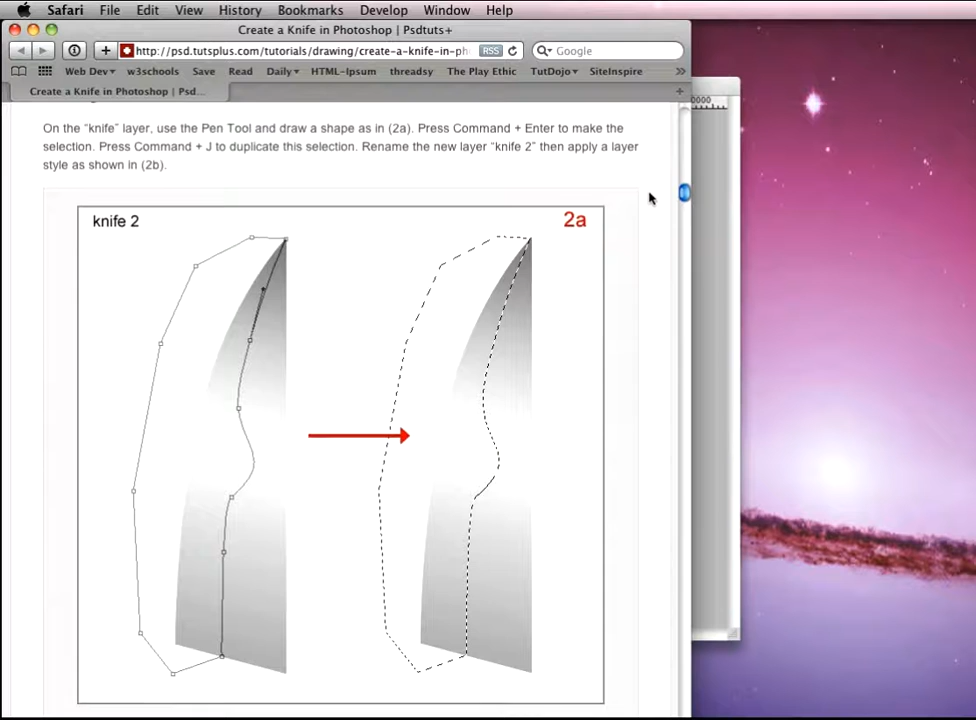 Safari File Edit View History Bookmarks Develop Window Help
Create a Knife in Photoshop | Psdtuts+
http://psd.tutsplus.com/tutorials/drawing/create-a-knife-in-ph RSS Google
Web Dev w3schools Save Read Daily HTML-Ipsum threadsy The Play Ethic TutDojo SiteInspire
Create a Knife in Photoshop | Psd...
0000
On the “knife” layer, use the Pen Tool and draw a shape as in (2a). Press Command + Enter to make the
selection. Press Command + J to duplicate this selection. Rename the new layer “knife 2” then apply a layer
style as shown in (2b).
knife 2
2a